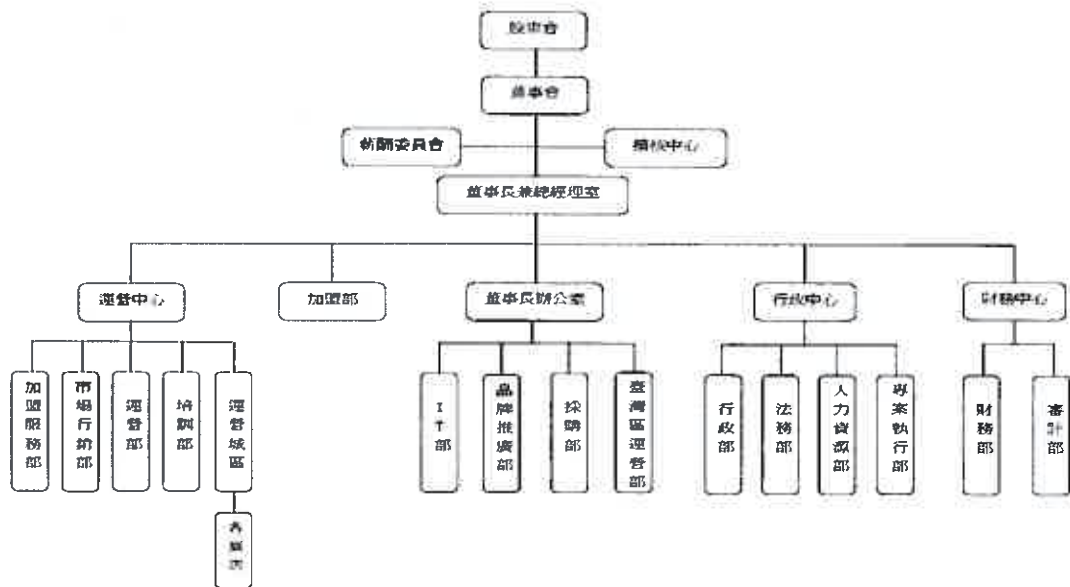 股東會
董事會
薪酬委員會
稽核中心
董事長兼總經理室
運營中心
加盟部
董事長辦公室
行政中心
財務中心
加盟服務部
市場行銷部
運營部
培訓部
運營城區
IT部
品牌推廣部
採購部
臺灣區運營部
行政部
法務部
人力資源部
專案執行部
財務部
審計部